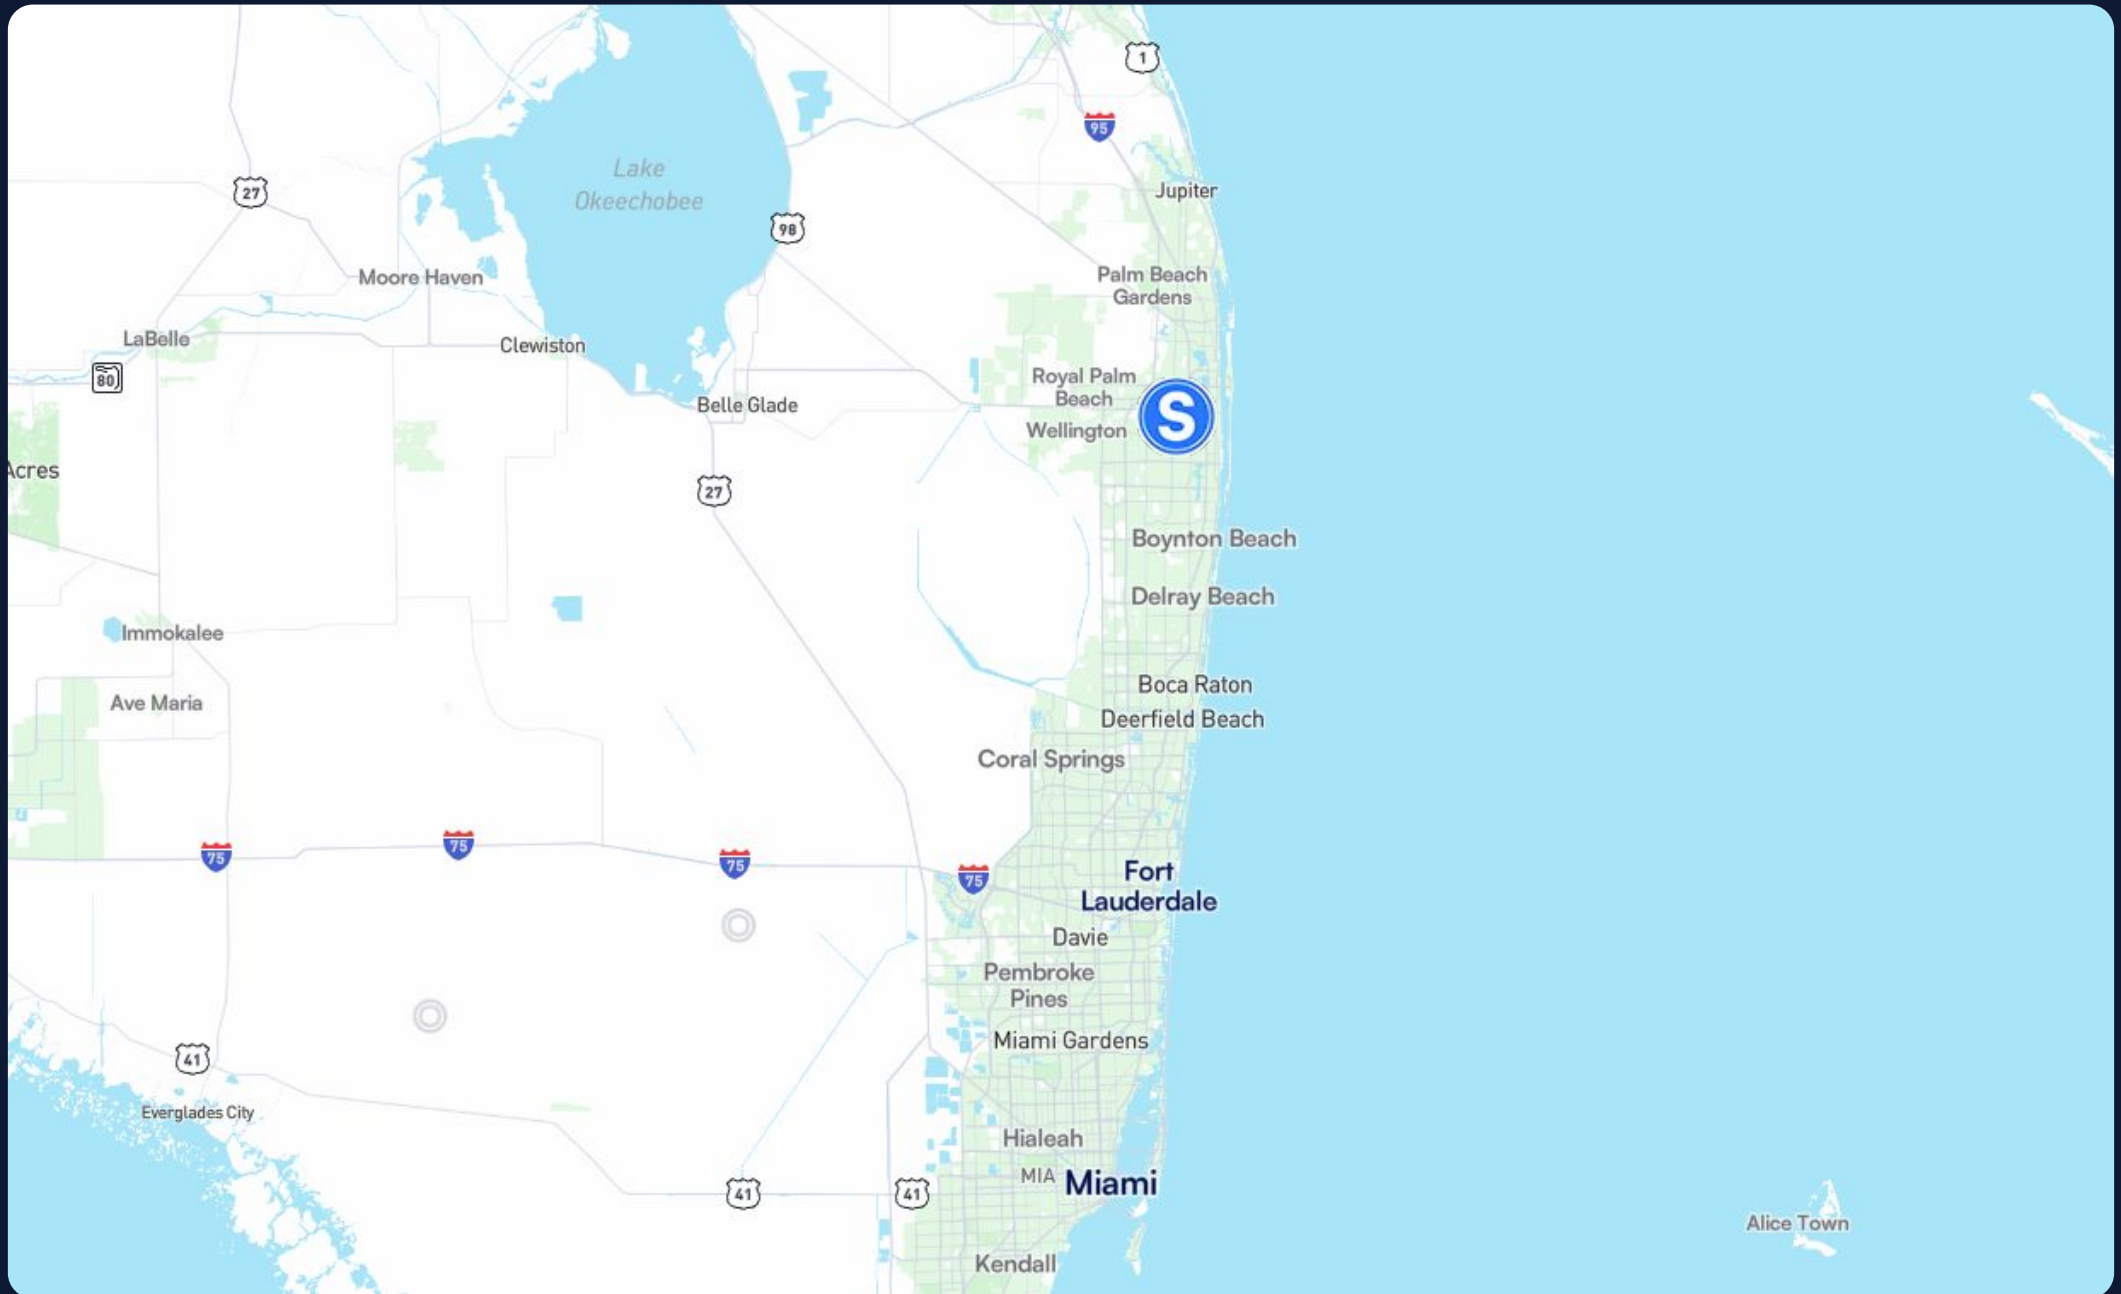 1
95
Lake
Okeechobee
27
Jupiter
98
Moore Haven
Palm Beach
Gardens
LaBelle
Clewiston
80
Royal Palm
Beach
Belle Glade
S
Wellington
Acres
27
Boynton Beach
Delray Beach
Immokalee
Boca Raton
Ave Maria
Deerfield Beach
Coral Springs
75
75
75
75
Fort
Lauderdale
Davie
Pembroke
Pines
Miami Gardens
41
Everglades City
Hialeah
MIA
Miami
41
41
Alice Town
Kendall